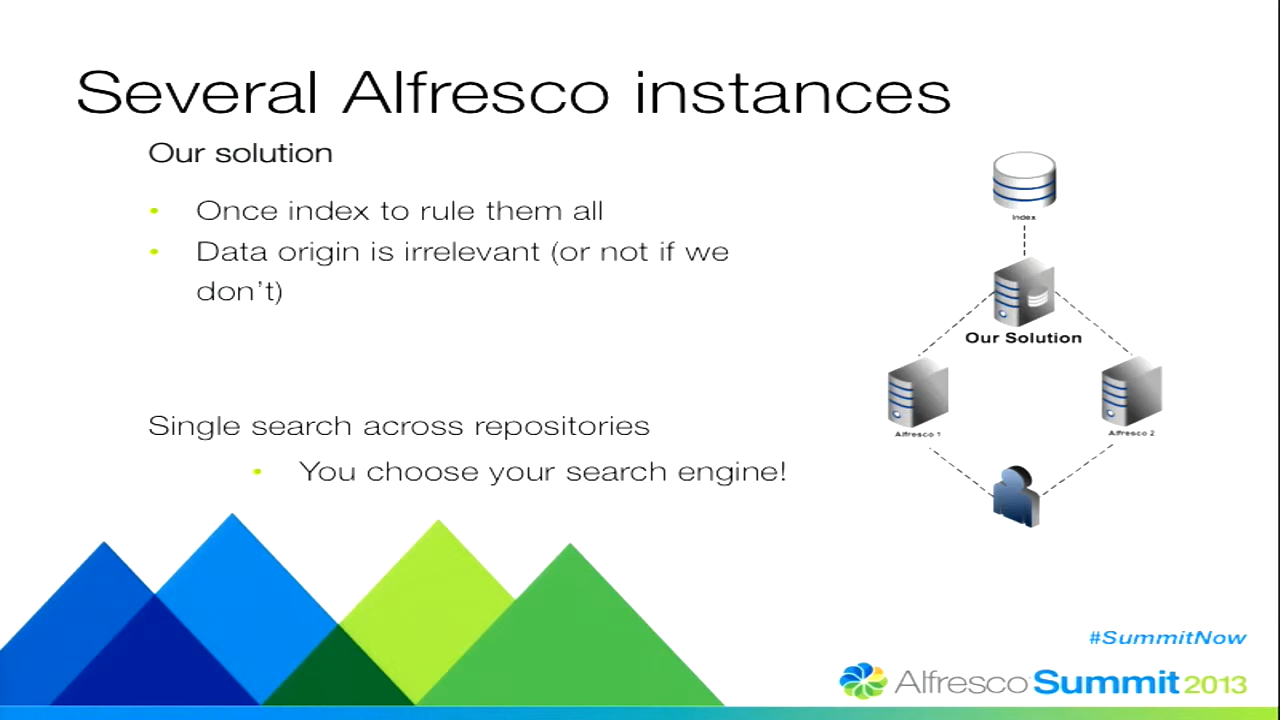 Several Alfresco instances
Our solution
• Once index to rule them all
• Data origin is irrelevant (or not if we
don't)
Single search across repositories
• You choose your search engine!
Index
Our Solution
Alfresco 1
Alfresco 2
#SummitNow
Alfresco Summit 2013